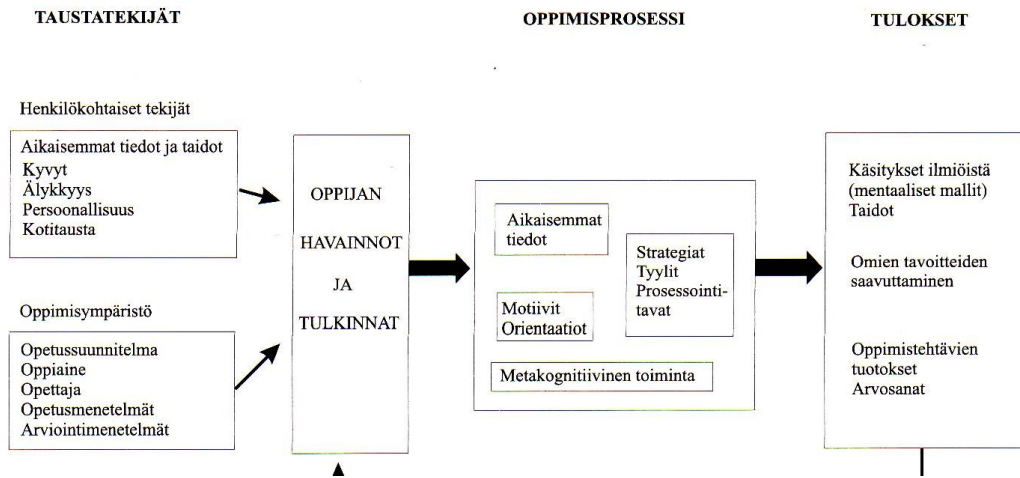 TAUSTATEKIJÄT
OPPIMISPROSESSI
TULOKSET
Henkilökohtaiset tekijät
Aikaisemmat tiedot ja taidot
Kyvyt
Älykkyys
Persoonallisuus
Kotitausta
Oppimisympäristö
Opetussuunnitelma
Oppiaine
Opettaja
Opetusmenetelmät
Arviointimenetelmät
OPPIJAN
HAVAINNOT
JA
TULKINNAT
Aikaisemmat
tiedot
Strategiat
Tyylit
Prosessointi-
tavat
Motiivit
Orientaatiot
Metakognitiivinen toiminta
Käsitykset ilmiöistä
(mentaaliset mallit)
Taidot
Omien tavoitteiden
saavuttaminen
Oppimistehtävien
tuotokset
Arvosanat